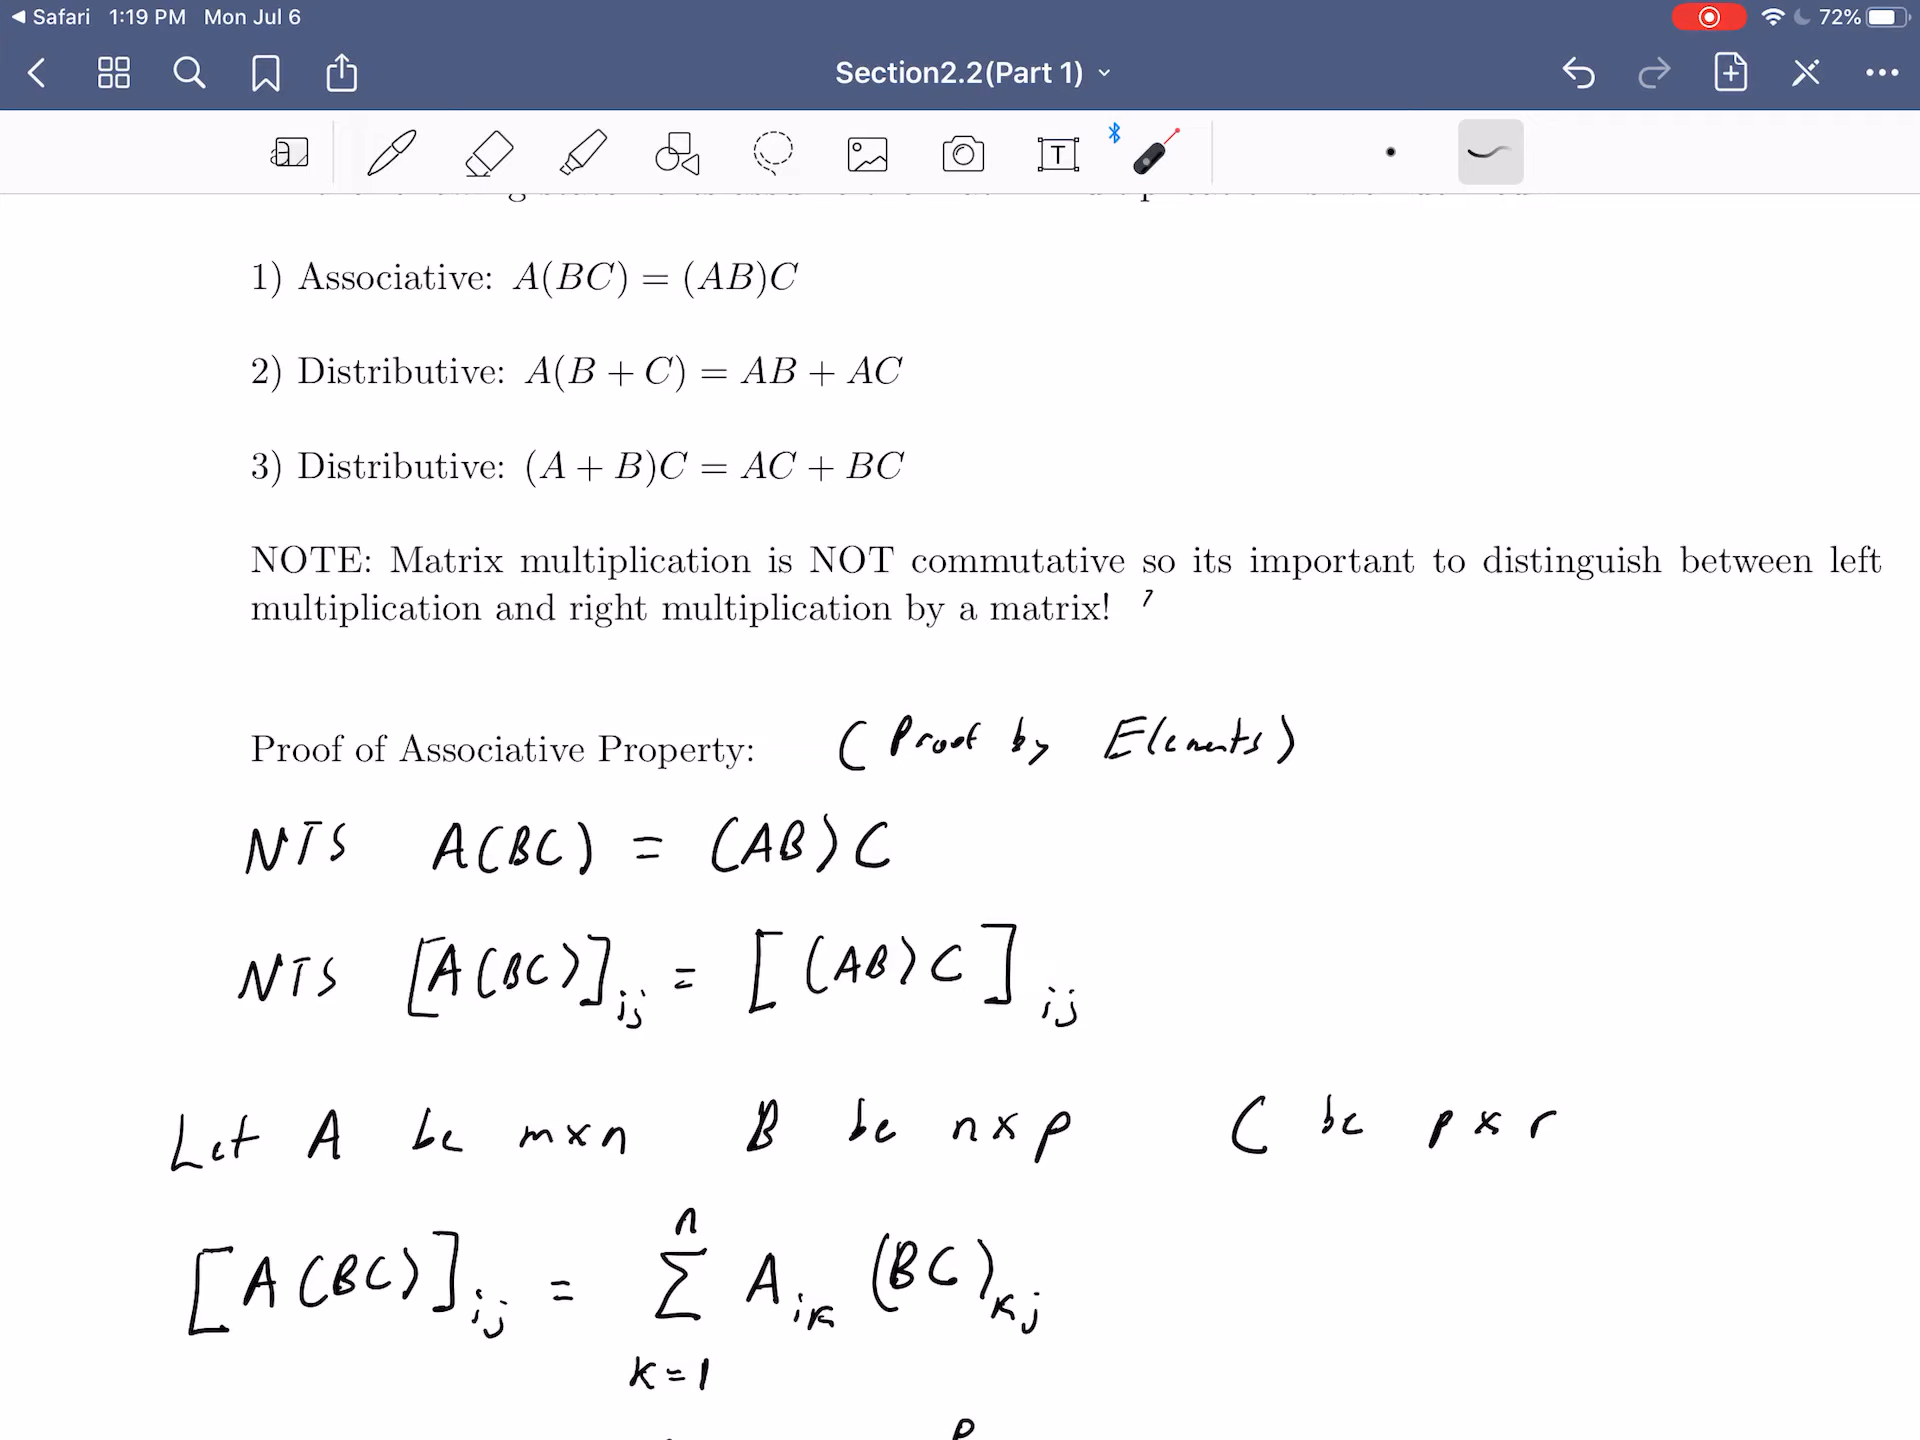 Safari 1:19 PM Mon Jul 6 72%
Section2.2(Part 1)
T
1) Associative: A(BC) = (AB)C
2) Distributive: A(B + C) = AB + AC
3) Distributive: (A + B)C = AC + BC
NOTE: Matrix multiplication is NOT commutative so its important to distinguish between left
multiplication and right multiplication by a matrix!
Proof of Associative Property: (Proof by Elements)
NTS A(BC) = (AB)C
NTS [A(BC)]ij = [(AB)C]ij
Let A be m×n B be n×p C be p×r
n
[A(BC)]ij = Σ Aik (BC)kj
k=1
p